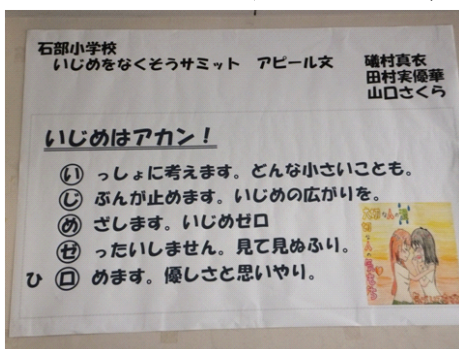 石部小学校
いじめをなくそうサミット アピール文
礒村真衣
田村実優華
山口さくら
いじめはアカン！
い っしょに考えます。どんな小さいことも。
じ ぶんが止めます。いじめの広がりを。
め ざします。いじめゼロ
ゼ ったいしません。見て見ぬふり。
ひ ロ めます。優しさと思いやり。